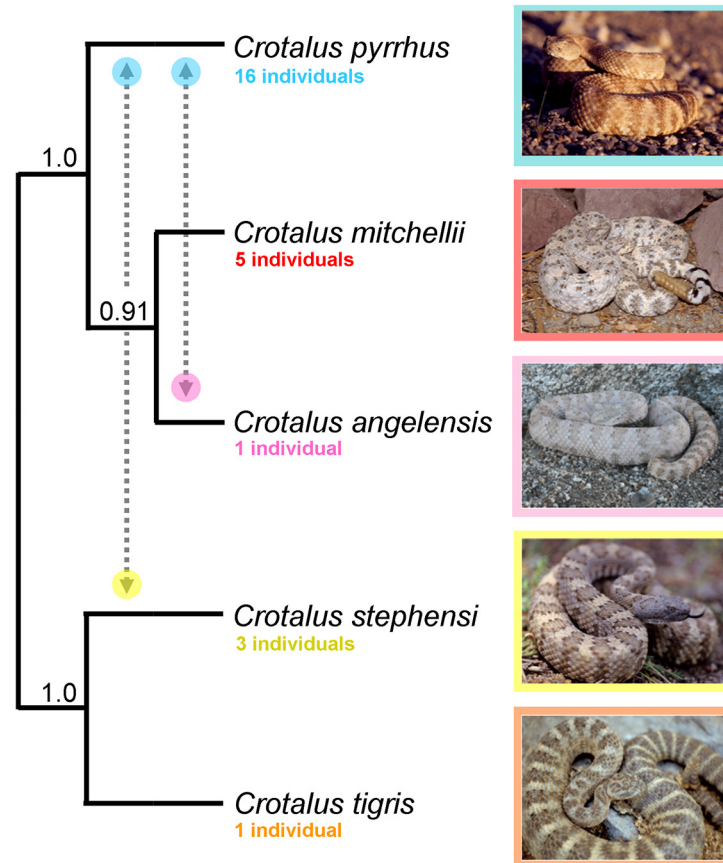 Crotalus pyrrhus
16 individuals
1.0
Crotalus mitchellii
5 individuals
0.91
Crotalus angelensis
1 individual
Crotalus stephensi
3 individuals
1.0
Crotalus tigris
1 individual